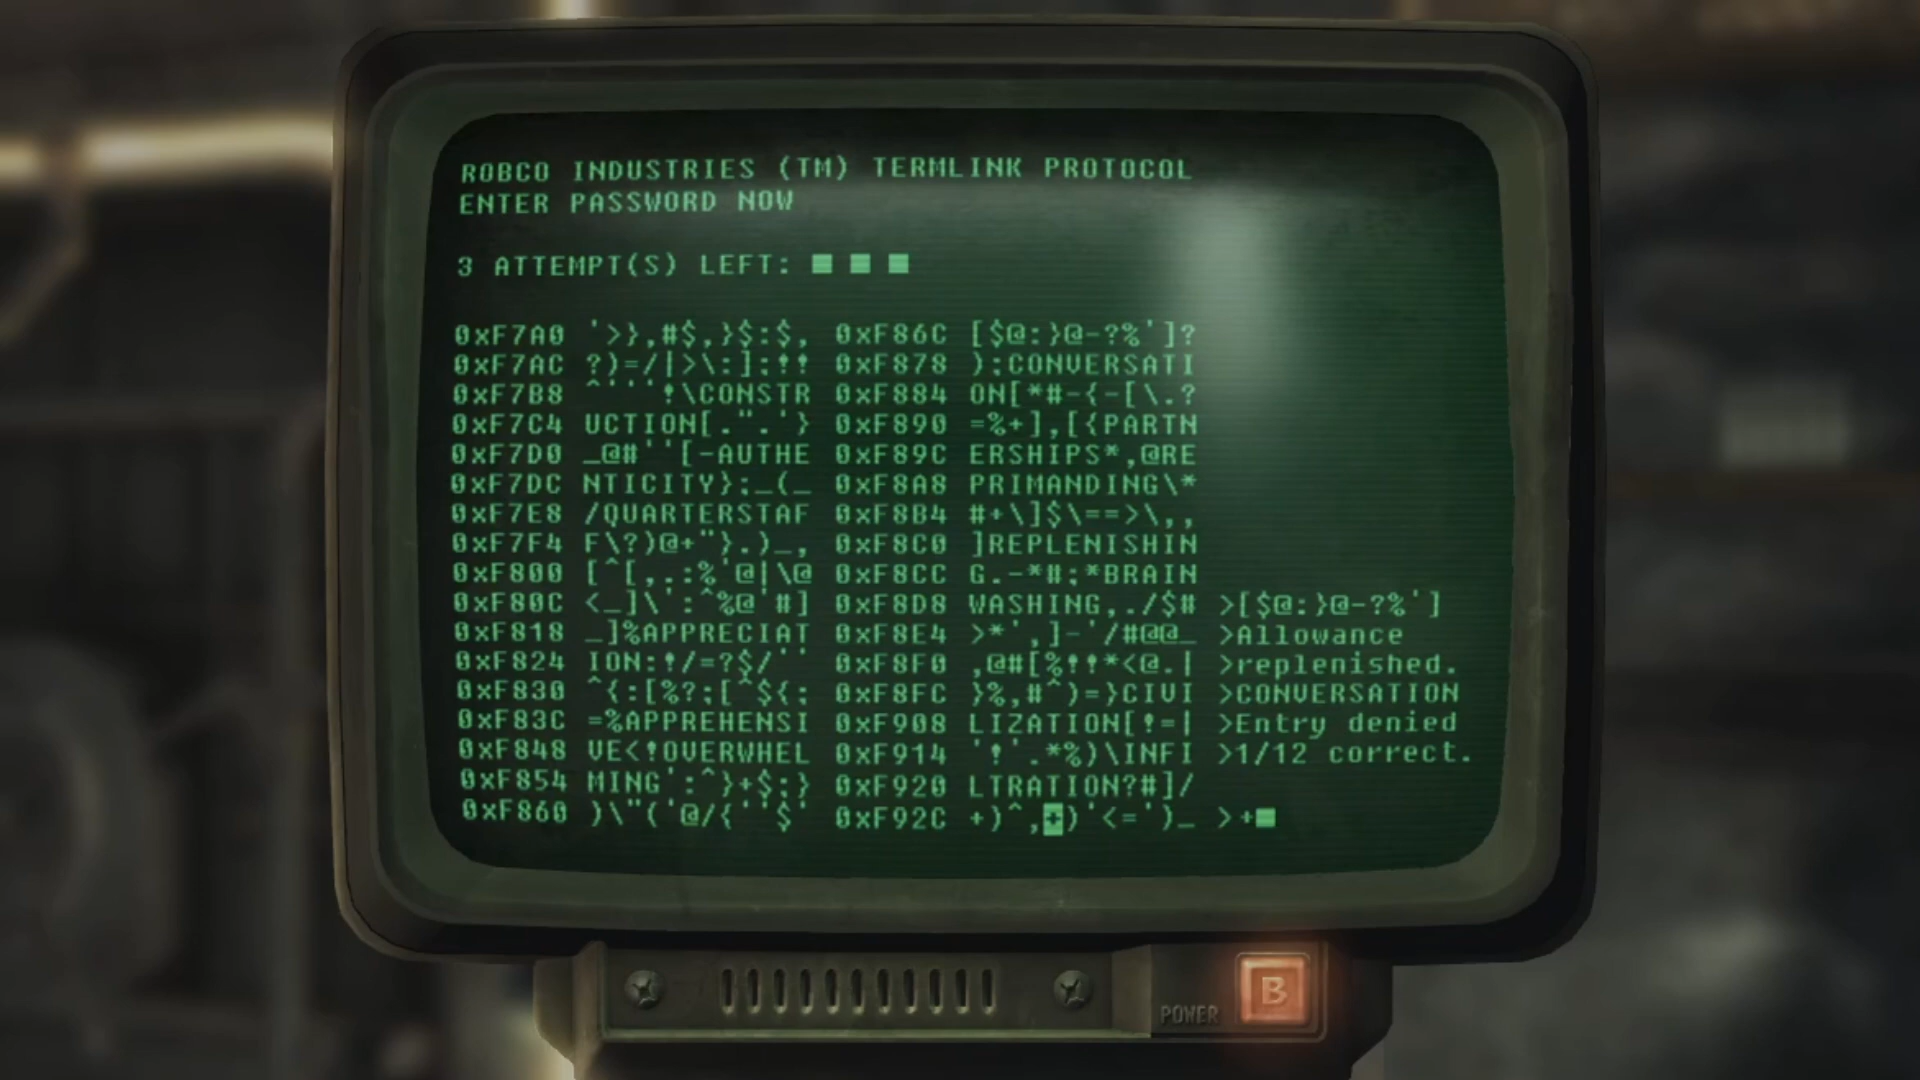 ROBCO INDUSTRIES (TM) TERMLINK PROTOCOL
ENTER PASSWORD NOW
3 ATTEMPT(S) LEFT: ■ ■ ■
0xF7A0 '>},#$,}$:$, 0xF86C [$@:}@-?%']?
0xF7AC ?)=/|>\:];!! 0xF878 );CONVERSATI
0xF7B8 ^'''!\CONSTR 0xF884 ON[*#-{-[\.?
0xF7C4 UCTION[.".'} 0xF890 =%+],[{PARTN
0xF7D0 _@#''[-AUTHE 0xF89C ERSHIPS*,@RE
0xF7DC NTICITY};_(_ 0xF8A8 PRIMANDING\*
0xF7E8 /QUARTERSTAF 0xF8B4 #+\]$\==>\,,
0xF7F4 F\?)@+"}.)_, 0xF8C0 ]REPLENISHIN
0xF800 [^[,.:%'@|\@ 0xF8CC G.-*#;*BRAIN
0xF80C <_]\':^%@'#] 0xF8D8 WASHING,./$# >[$@:}@-?%']
0xF818 _]%APPRECIAT 0xF8E4 >*',]-'/#@@_ >Allowance
0xF824 ION:!/=?$/'' 0xF8F0 ,@#[%!!*<@.| >replenished.
0xF830 ^{:[%?;[^${; 0xF8FC }%,#^)=}CIVI >CONVERSATION
0xF83C =%APPREHENSI 0xF908 LIZATION[!=| >Entry denied
0xF848 VE<!OVERWHEL 0xF914 '!'.*%)\INFI >1/12 correct.
0xF854 MING':^}+$;} 0xF920 LTRATION?#]/
0xF860 )\"('@/{''$' 0xF92C +)^,+)'<=')_ >+■
POWER B